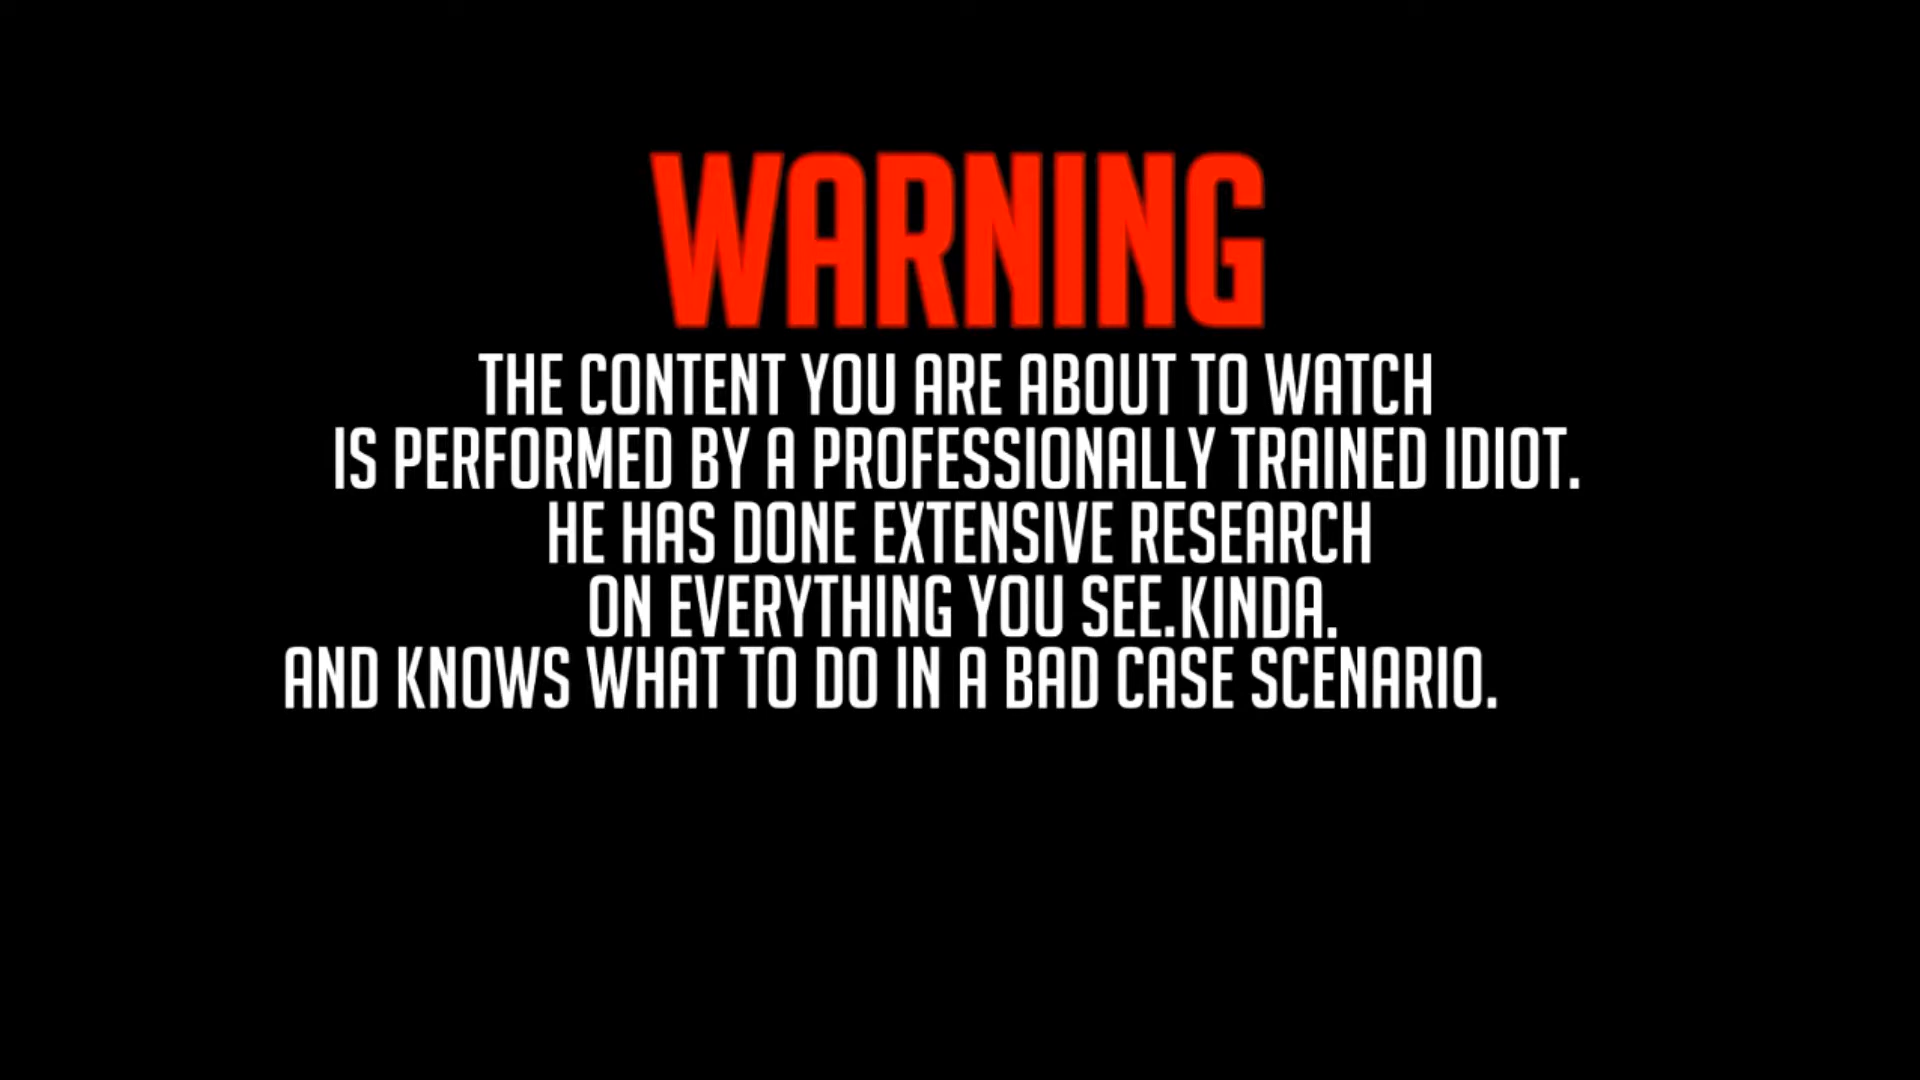 WARNING
THE CONTENT YOU ARE ABOUT TO WATCH
IS PERFORMED BY A PROFESSIONALLY TRAINED IDIOT.
HE HAS DONE EXTENSIVE RESEARCH
ON EVERYTHING YOU SEE.KINDA.
AND KNOWS WHAT TO DO IN A BAD CASE SCENARIO.